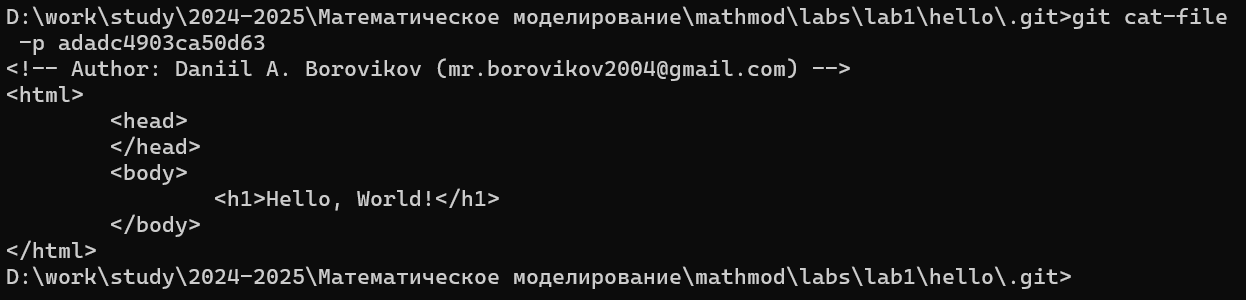 D:\work\study\2024-2025\Математическое моделирование\mathmod\labs\lab1\hello\.git>git cat-file
 -p adadc4903ca50d63
<!-- Author: Daniil A. Borovikov (mr.borovikov2004@gmail.com) -->
<html>
        <head>
        </head>
        <body>
                <h1>Hello, World!</h1>
        </body>
</html>
D:\work\study\2024-2025\Математическое моделирование\mathmod\labs\lab1\hello\.git>